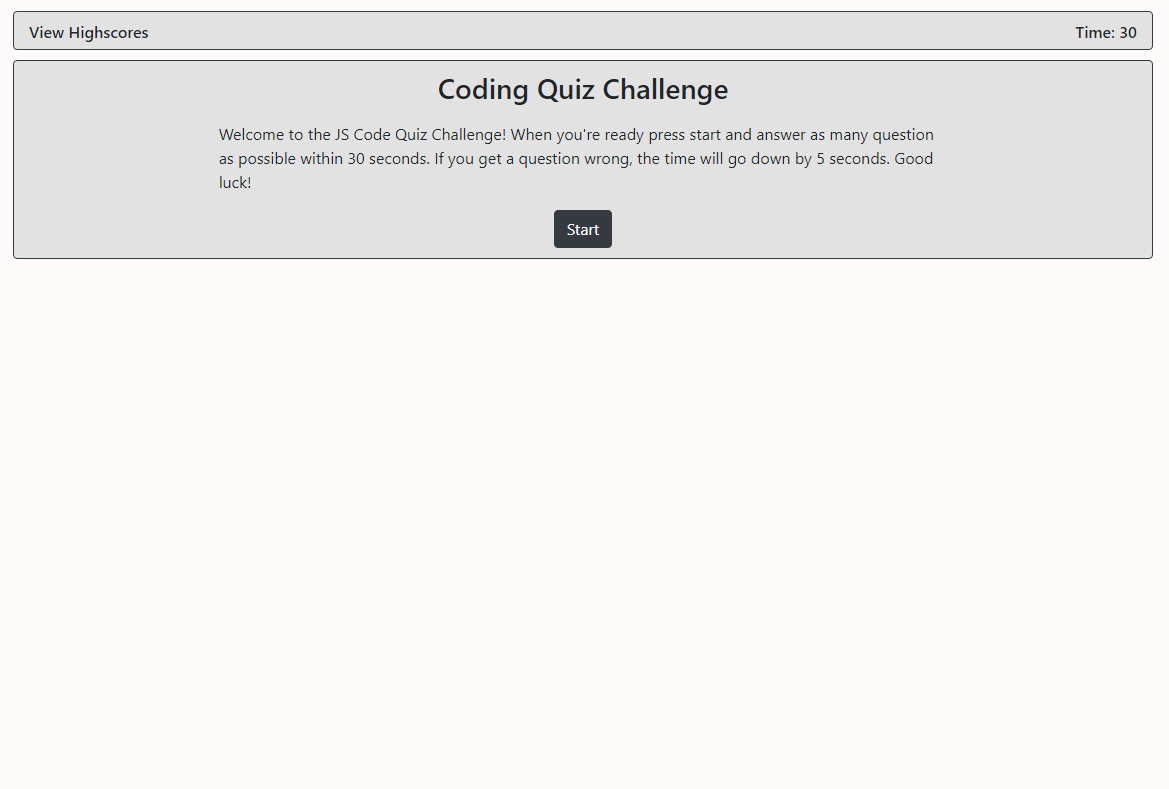 View Highscores
Time: 30
Coding Quiz Challenge
Welcome to the JS Code Quiz Challenge! When you're ready press start and answer as many question
as possible within 30 seconds. If you get a question wrong, the time will go down by 5 seconds. Good
luck!
Start